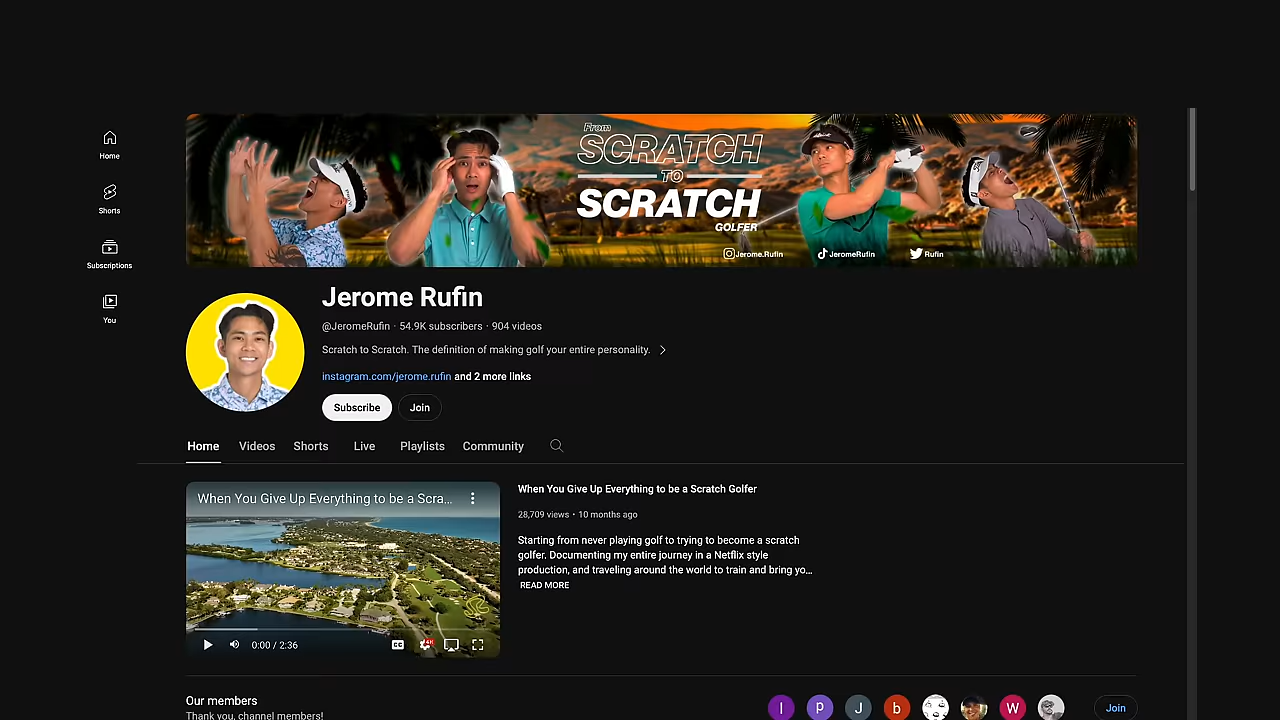 From
SCRATCH
TO
SCRATCH
GOLFER
Jerome.Rufin
JeromeRufin
Rufin
Home
Shorts
Subscriptions
You
Jerome Rufin
@JeromeRufin · 54.9K subscribers · 904 videos
Scratch to Scratch. The definition of making golf your entire personality.
instagram.com/jerome.rufin and 2 more links
Subscribe
Join
Home
Videos
Shorts
Live
Playlists
Community
When You Give Up Everything to be a Scra...
CC
4K
0:00 / 2:36
When You Give Up Everything to be a Scratch Golfer
28,709 views · 10 months ago
Starting from never playing golf to trying to become a scratch
golfer. Documenting my entire journey in a Netflix style
production, and traveling around the world to train and bring yo...
READ MORE
Our members
Thank you, channel members!
I
p
J
b
W
Join